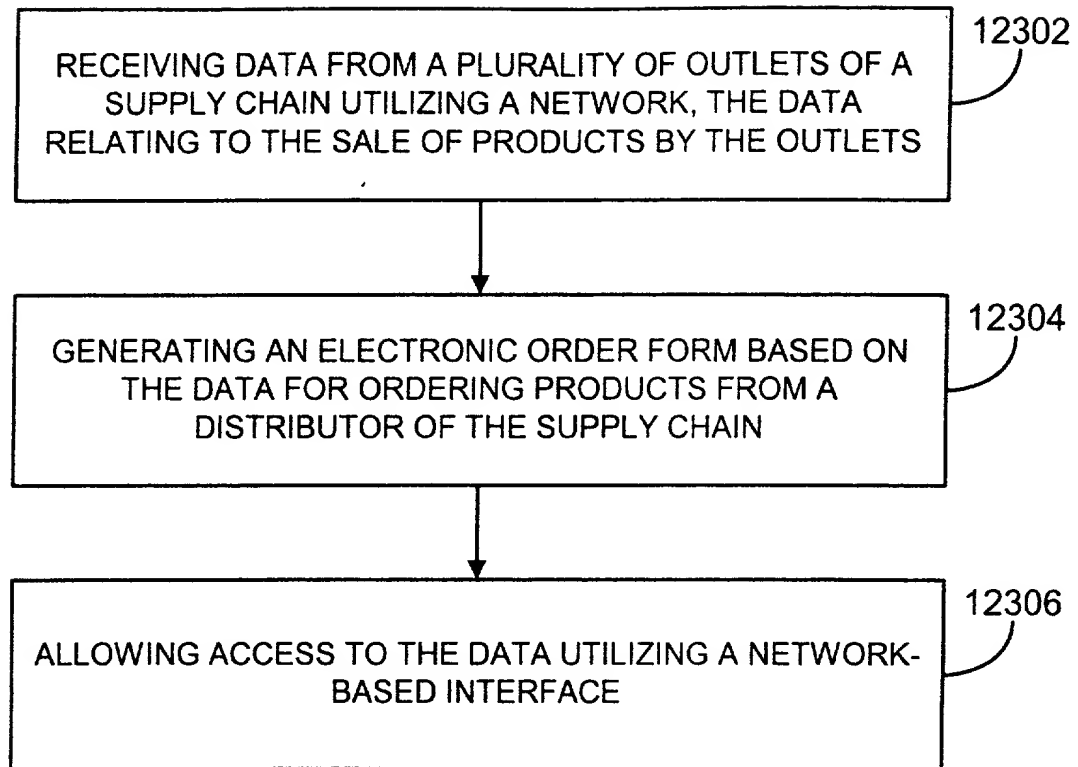 12302
RECEIVING DATA FROM A PLURALITY OF OUTLETS OF A
SUPPLY CHAIN UTILIZING A NETWORK, THE DATA
RELATING TO THE SALE OF PRODUCTS BY THE OUTLETS
12304
GENERATING AN ELECTRONIC ORDER FORM BASED ON
THE DATA FOR ORDERING PRODUCTS FROM A
DISTRIBUTOR OF THE SUPPLY CHAIN
12306
ALLOWING ACCESS TO THE DATA UTILIZING A NETWORK-
BASED INTERFACE